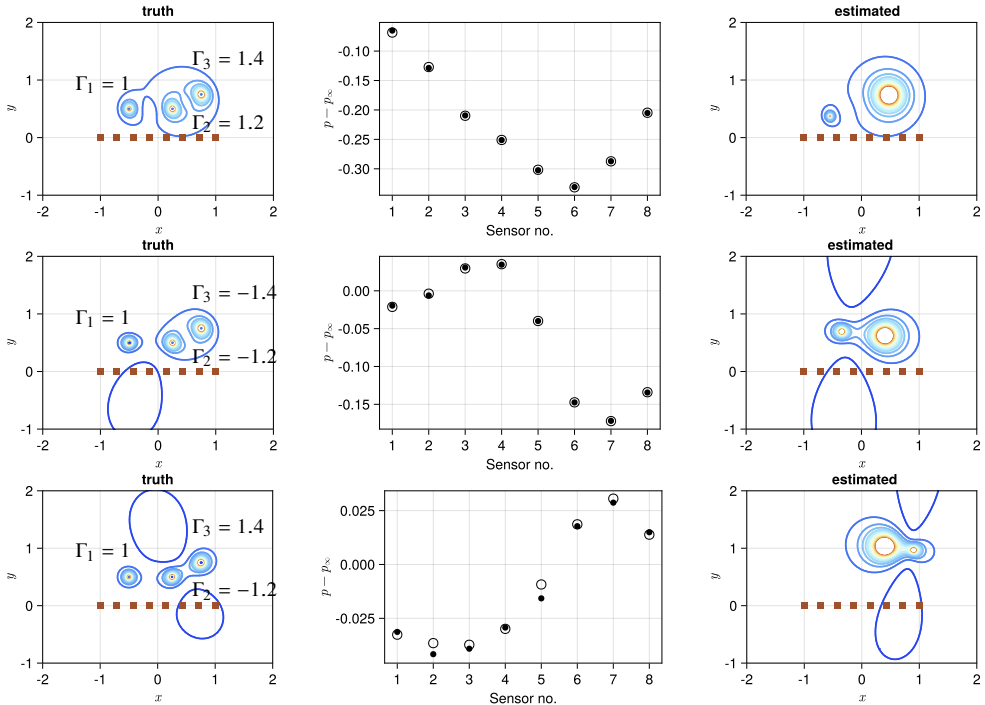 truth
estimated
2
1
0
-1
y
Γ₁ = 1
Γ₃ = 1.4
Γ₂ = 1.2
-2 -1 0 1 2
x
p − p∞
-0.10
-0.15
-0.20
-0.25
-0.30
1 2 3 4 5 6 7 8
Sensor no.
2
1
0
-1
y
-2 -1 0 1 2
x
truth
estimated
2
1
0
-1
y
Γ₁ = 1
Γ₃ = −1.4
Γ₂ = −1.2
-2 -1 0 1 2
x
p − p∞
0.00
-0.05
-0.10
-0.15
1 2 3 4 5 6 7 8
Sensor no.
2
1
0
-1
y
-2 -1 0 1 2
x
truth
estimated
2
1
0
-1
y
Γ₁ = 1
Γ₃ = 1.4
Γ₂ = −1.2
-2 -1 0 1 2
x
p − p∞
0.025
0.000
-0.025
1 2 3 4 5 6 7 8
Sensor no.
2
1
0
-1
y
-2 -1 0 1 2
x